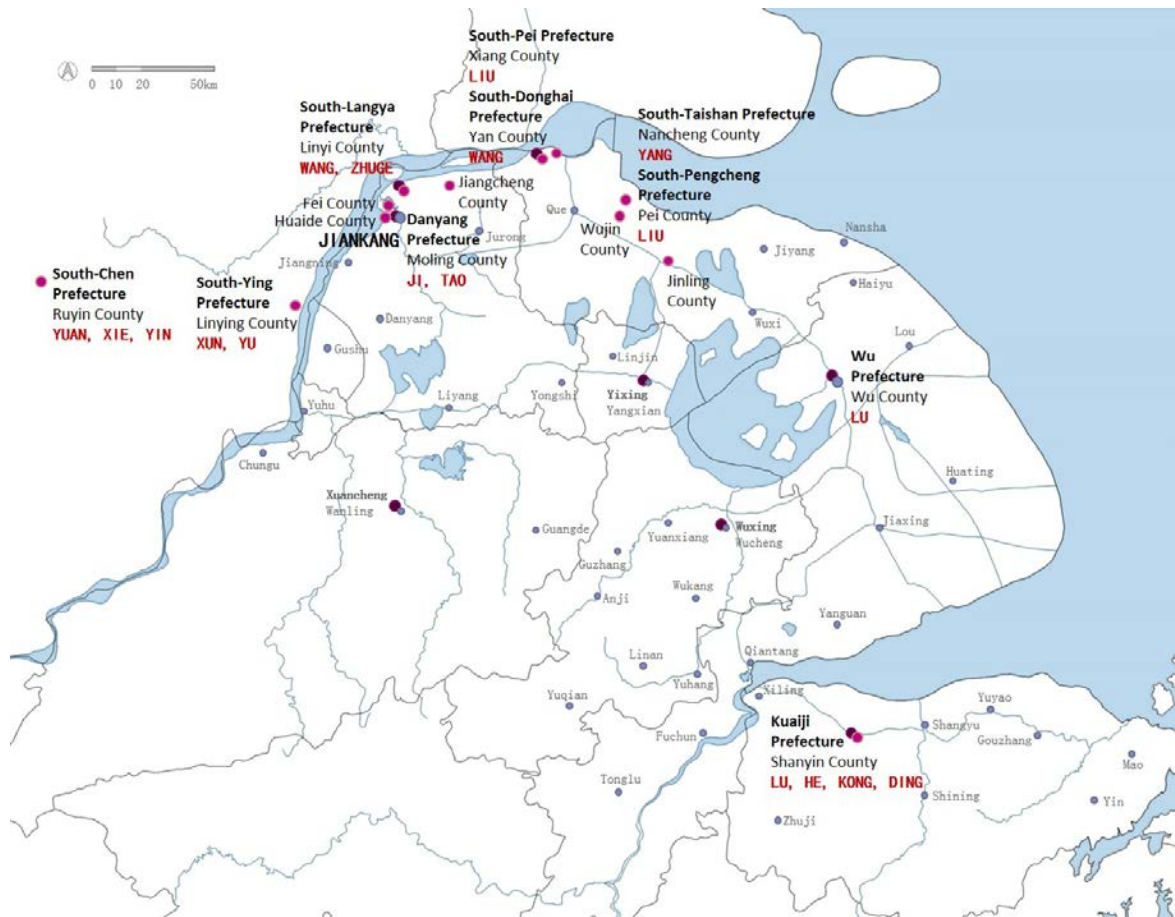 South-Pei Prefecture
Xiang County
LIU
South-Donghai
Prefecture
Yan County
WANG
South-Langya
Prefecture
Linyi County
WANG, ZHUGE
South-Taishan Prefecture
Nancheng County
YANG
South-Pengcheng
Prefecture
Pei County
LIU
0 10 20 50km
Fei County
Huaide County
JIANKANG
Jiangcheng
County
Danyang
Prefecture
Moling County
JI, TAO
Jurong
Que
Wujin
County
Jinling
County
Nansha
Jiyang
Haiyu
Jiangning
South-Chen
Prefecture
Ruyin County
YUAN, XIE, YIN
South-Ying
Prefecture
Linying County
XUN, YU
Danyang
Gushu
Wuxi
Lou
Linjin
Wu
Prefecture
Wu County
LU
Yixing
Yangxian
Yongshi
Liyang
Yuhu
Chungu
Xuancheng
Wanling
Guangde
Huating
Jiaxing
Yuanxiang
Wuxing
Wucheng
Guzhang
Anji
Wukang
Yanguan
Linan
Qiantang
Yuhang
Yuqian
Xiling
Fuchun
Kuaiji
Prefecture
Shanyin County
LU, HE, KONG, DING
Yuyao
Shangyu
Gouzhang
Mao
Tonglu
Shining
Yin
Zhuji